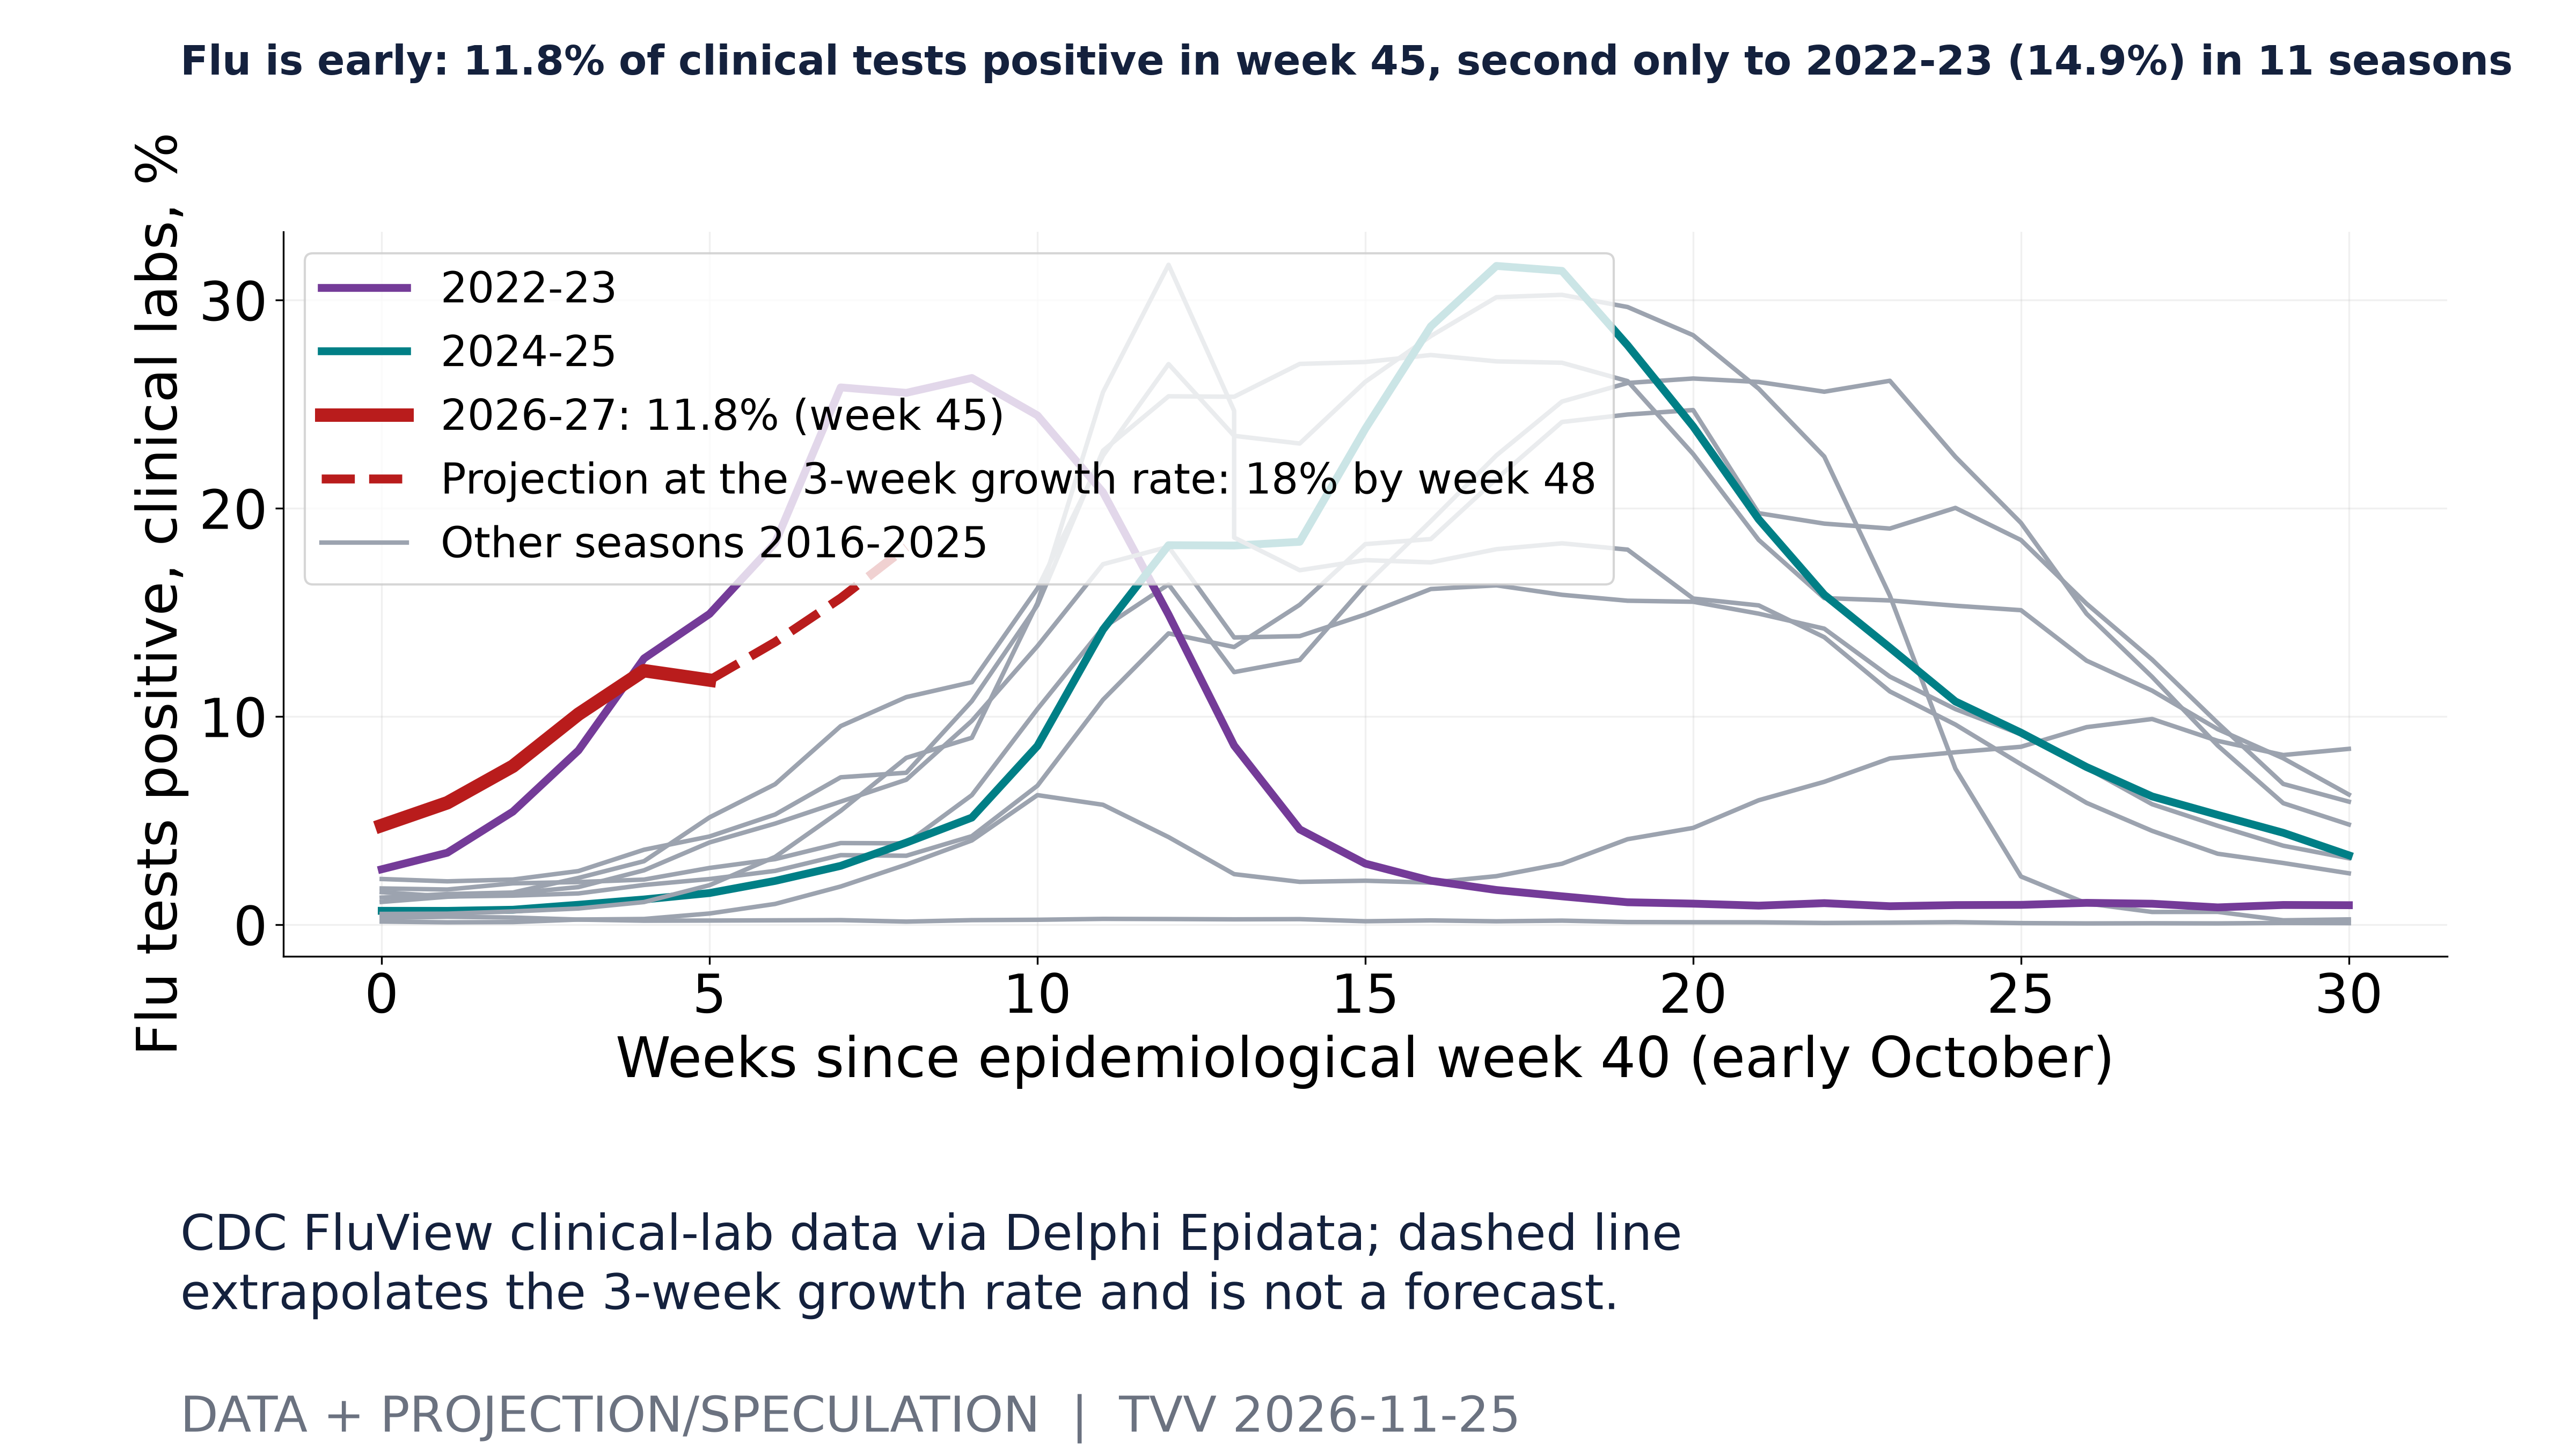 Flu is early: 11.8% of clinical tests positive in week 45, second only to 2022-23 (14.9%) in 11 seasons
Flu tests positive, clinical labs, %
30
20
10
0
2022-23
2024-25
2026-27: 11.8% (week 45)
Projection at the 3-week growth rate: 18% by week 48
Other seasons 2016-2025
0 5 10 15 20 25 30
Weeks since epidemiological week 40 (early October)
CDC FluView clinical-lab data via Delphi Epidata; dashed line
extrapolates the 3-week growth rate and is not a forecast.
DATA + PROJECTION/SPECULATION | TVV 2026-11-25